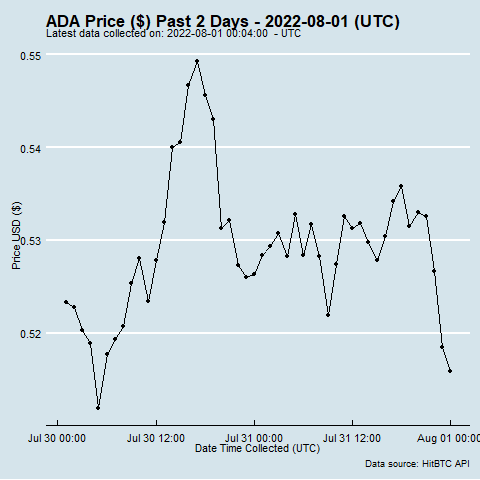 ADA Price ($) Past 2 Days - 2022-08-01 (UTC)
Latest data collected on: 2022-08-01 00:04:00  - UTC
0.55
0.54
0.53
0.52
Price USD ($)
Jul 30 00:00
Jul 30 12:00
Jul 31 00:00
Jul 31 12:00
Aug 01 00:00
Date Time Collected (UTC)
Data source: HitBTC API